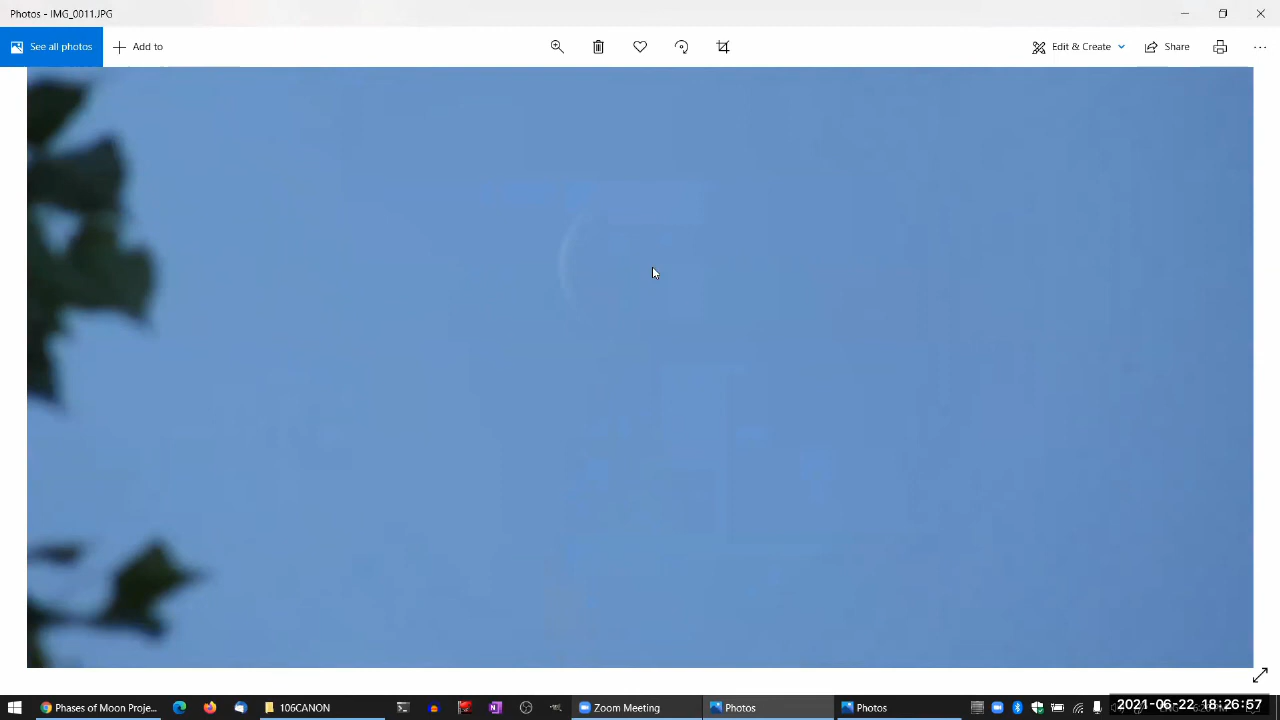 Photos - IMG_0011.JPG
See all photos
Add to
Edit & Create
Share
Phases of Moon Proje...
106CANON
Zoom Meeting
Photos
Photos
2021-06-22 18:26:57